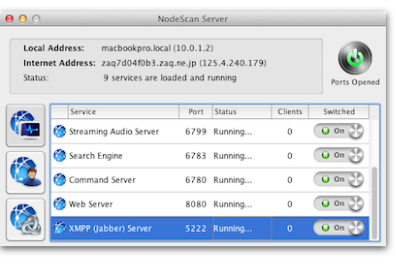 NodeScan Server
Local Address: macbookpro.local (10.0.1.2)
Internet Address: zaq7d04f0b3.zaq.ne.jp (125.4.240.179)
Status: 9 services are loaded and running
Ports Opened
Service Port Status Clients Switched
Streaming Audio Server 6799 Running... 0 On
Search Engine 6783 Running... 0 On
Command Server 6780 Running... 0 On
Web Server 8080 Running... 0 On
XMPP (Jabber) Server 5222 Running... 0 On